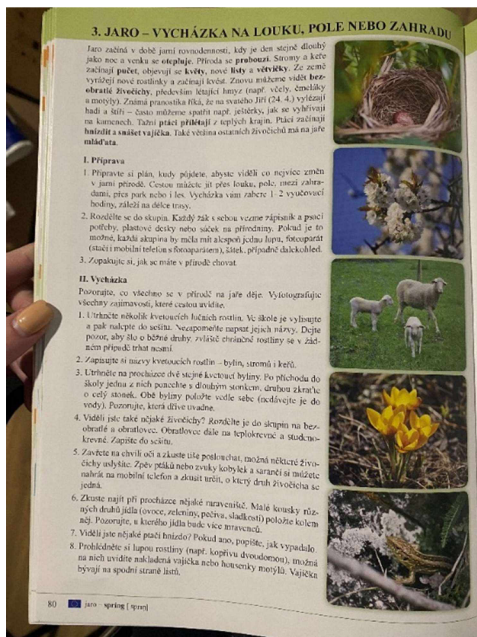 3. JARO – VYCHÁZKA NA LOUKU, POLE NEBO ZAHRADU
Jaro začíná v době jarní rovnodennosti, kdy je den stejně dlouhý
jako noc a venku se otepluje. Příroda se probouzí. Stromy a keře
začínají pučet, objevují se květy, nové listy a větvičky. Ze země
vyrážejí nové rostlinky a začínají kvést. Znovu můžeme vidět bez-
obratlé živočichy, především létající hmyz (např. včely, čmeláky
a motýly). Známá pranostika říká, že na svatého Jiří (24. 4.) vylézají
hadi a štíři – často můžeme spatřit např. ještěrky, jak se vyhřívají
na kamenech. Tažní ptáci přilétají z teplých krajin. Ptáci začínají
hnízdit a snášet vajíčka. Také většina ostatních živočichů má na jaře
mláďata.
I. Příprava
1. Připravte si plán, kudy půjdete, abyste viděli co nejvíce změn
v jarní přírodě. Cestou můžete jít přes louku, pole, mezi zahra-
dami, přes park nebo i les. Vycházka vám zabere 1–2 vyučovací
hodiny, záleží na délce trasy.
2. Rozdělte se do skupin. Každý žák s sebou vezme zápisník a psací
potřeby, plastové desky nebo sáček na přírodniny. Pokud je to
možné, každá skupina by měla mít alespoň jednu lupu, fotoaparát
(stačí i mobilní telefon s fotoaparátem), šátek, případně dalekohled.
3. Zopakujte si, jak se máte v přírodě chovat.
II. Vycházka
Pozorujte, co všechno se v přírodě na jaře děje. Vyfotografujte
všechny zajímavosti, které cestou uvidíte.
1. Utrhněte několik kvetoucích lučních rostlin. Ve škole je vylisujte
a pak nalepte do sešitu. Nezapomeňte napsat jejich názvy. Dejte
pozor, aby šlo o běžné druhy, zvláště chráněné rostliny se v žád-
ném případě trhat nesmí.
2. Zapisujte si názvy kvetoucích rostlin – bylin, stromů i keřů.
3. Utrhněte na procházce dvě stejné kvetoucí byliny. Po příchodu do
školy jednu z nich ponechte s dlouhým stonkem, druhou zkraťte
o celý stonek. Obě byliny položte vedle sebe (nedávejte je do
vody). Pozorujte, která dříve uvadne.
4. Viděli jste také nějaké živočichy? Rozdělte je do skupin na bez-
obratlé a obratlovce. Obratlovce dále na teplokrevné a studeno-
krevné. Zapište do sešitu.
5. Zavřete na chvíli oči a zkuste tiše poslouchat, možná některé živo-
čichy uslyšíte. Zpěv ptáků nebo zvuky kobylek a sarančí si můžete
nahrát na mobilní telefon a zkusit určit, o který druh živočicha se
jedná.
6. Zkuste najít při procházce nějaké mraveniště. Malé kousky růz-
ných druhů jídla (ovoce, zeleniny, pečiva, sladkosti) položte kolem
něj. Pozorujte, u kterého jídla bude více mravenců.
7. Viděli jste nějaké ptačí hnízdo? Pokud ano, popište, jak vypadalo.
8. Prohlédněte si lupou rostliny (např. kopřivu dvoudomou), možná
na nich uvidíte nakladená vajíčka nebo housenky motýlů. Vajíčka
bývají na spodní straně listů.
80 jaro – spring [spriŋ]